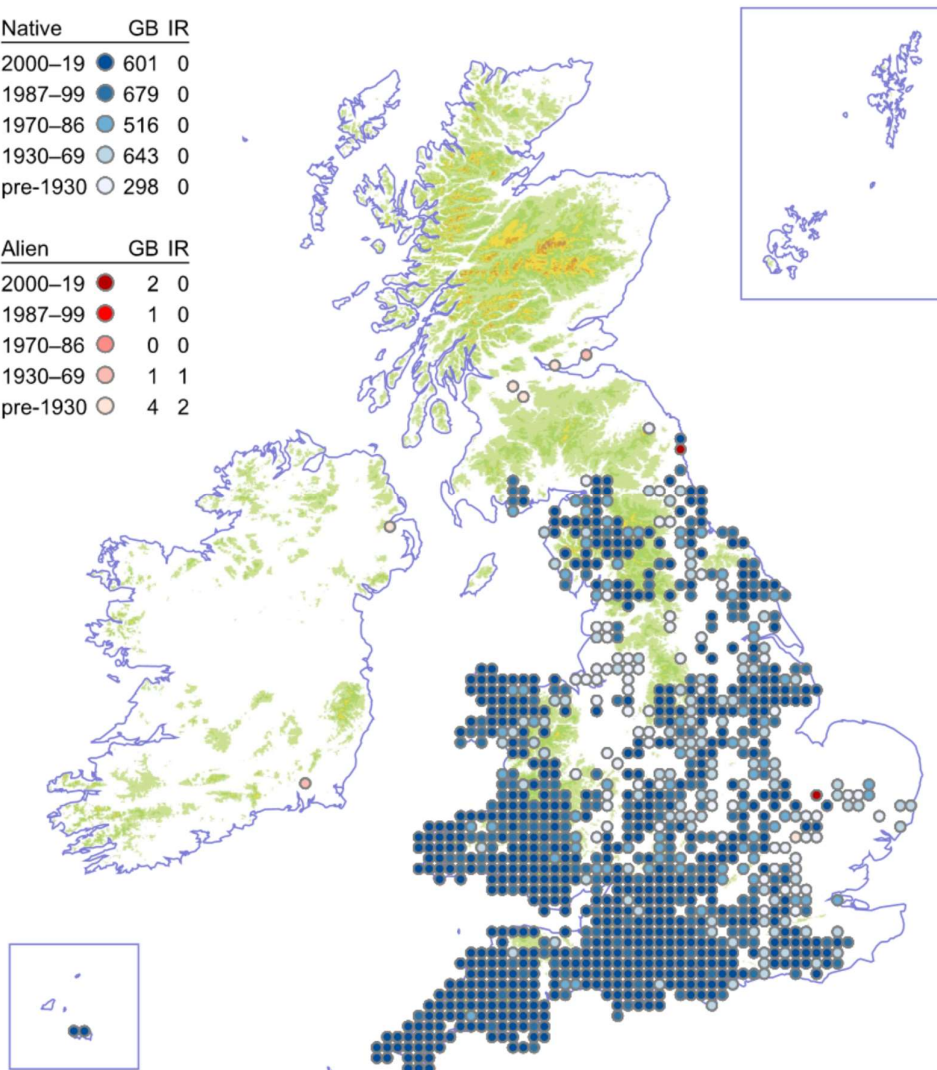 Native GB IR
2000–19 601 0
1987–99 679 0
1970–86 516 0
1930–69 643 0
pre-1930 298 0
Alien GB IR
2000–19 2 0
1987–99 1 0
1970–86 0 0
1930–69 1 1
pre-1930 4 2